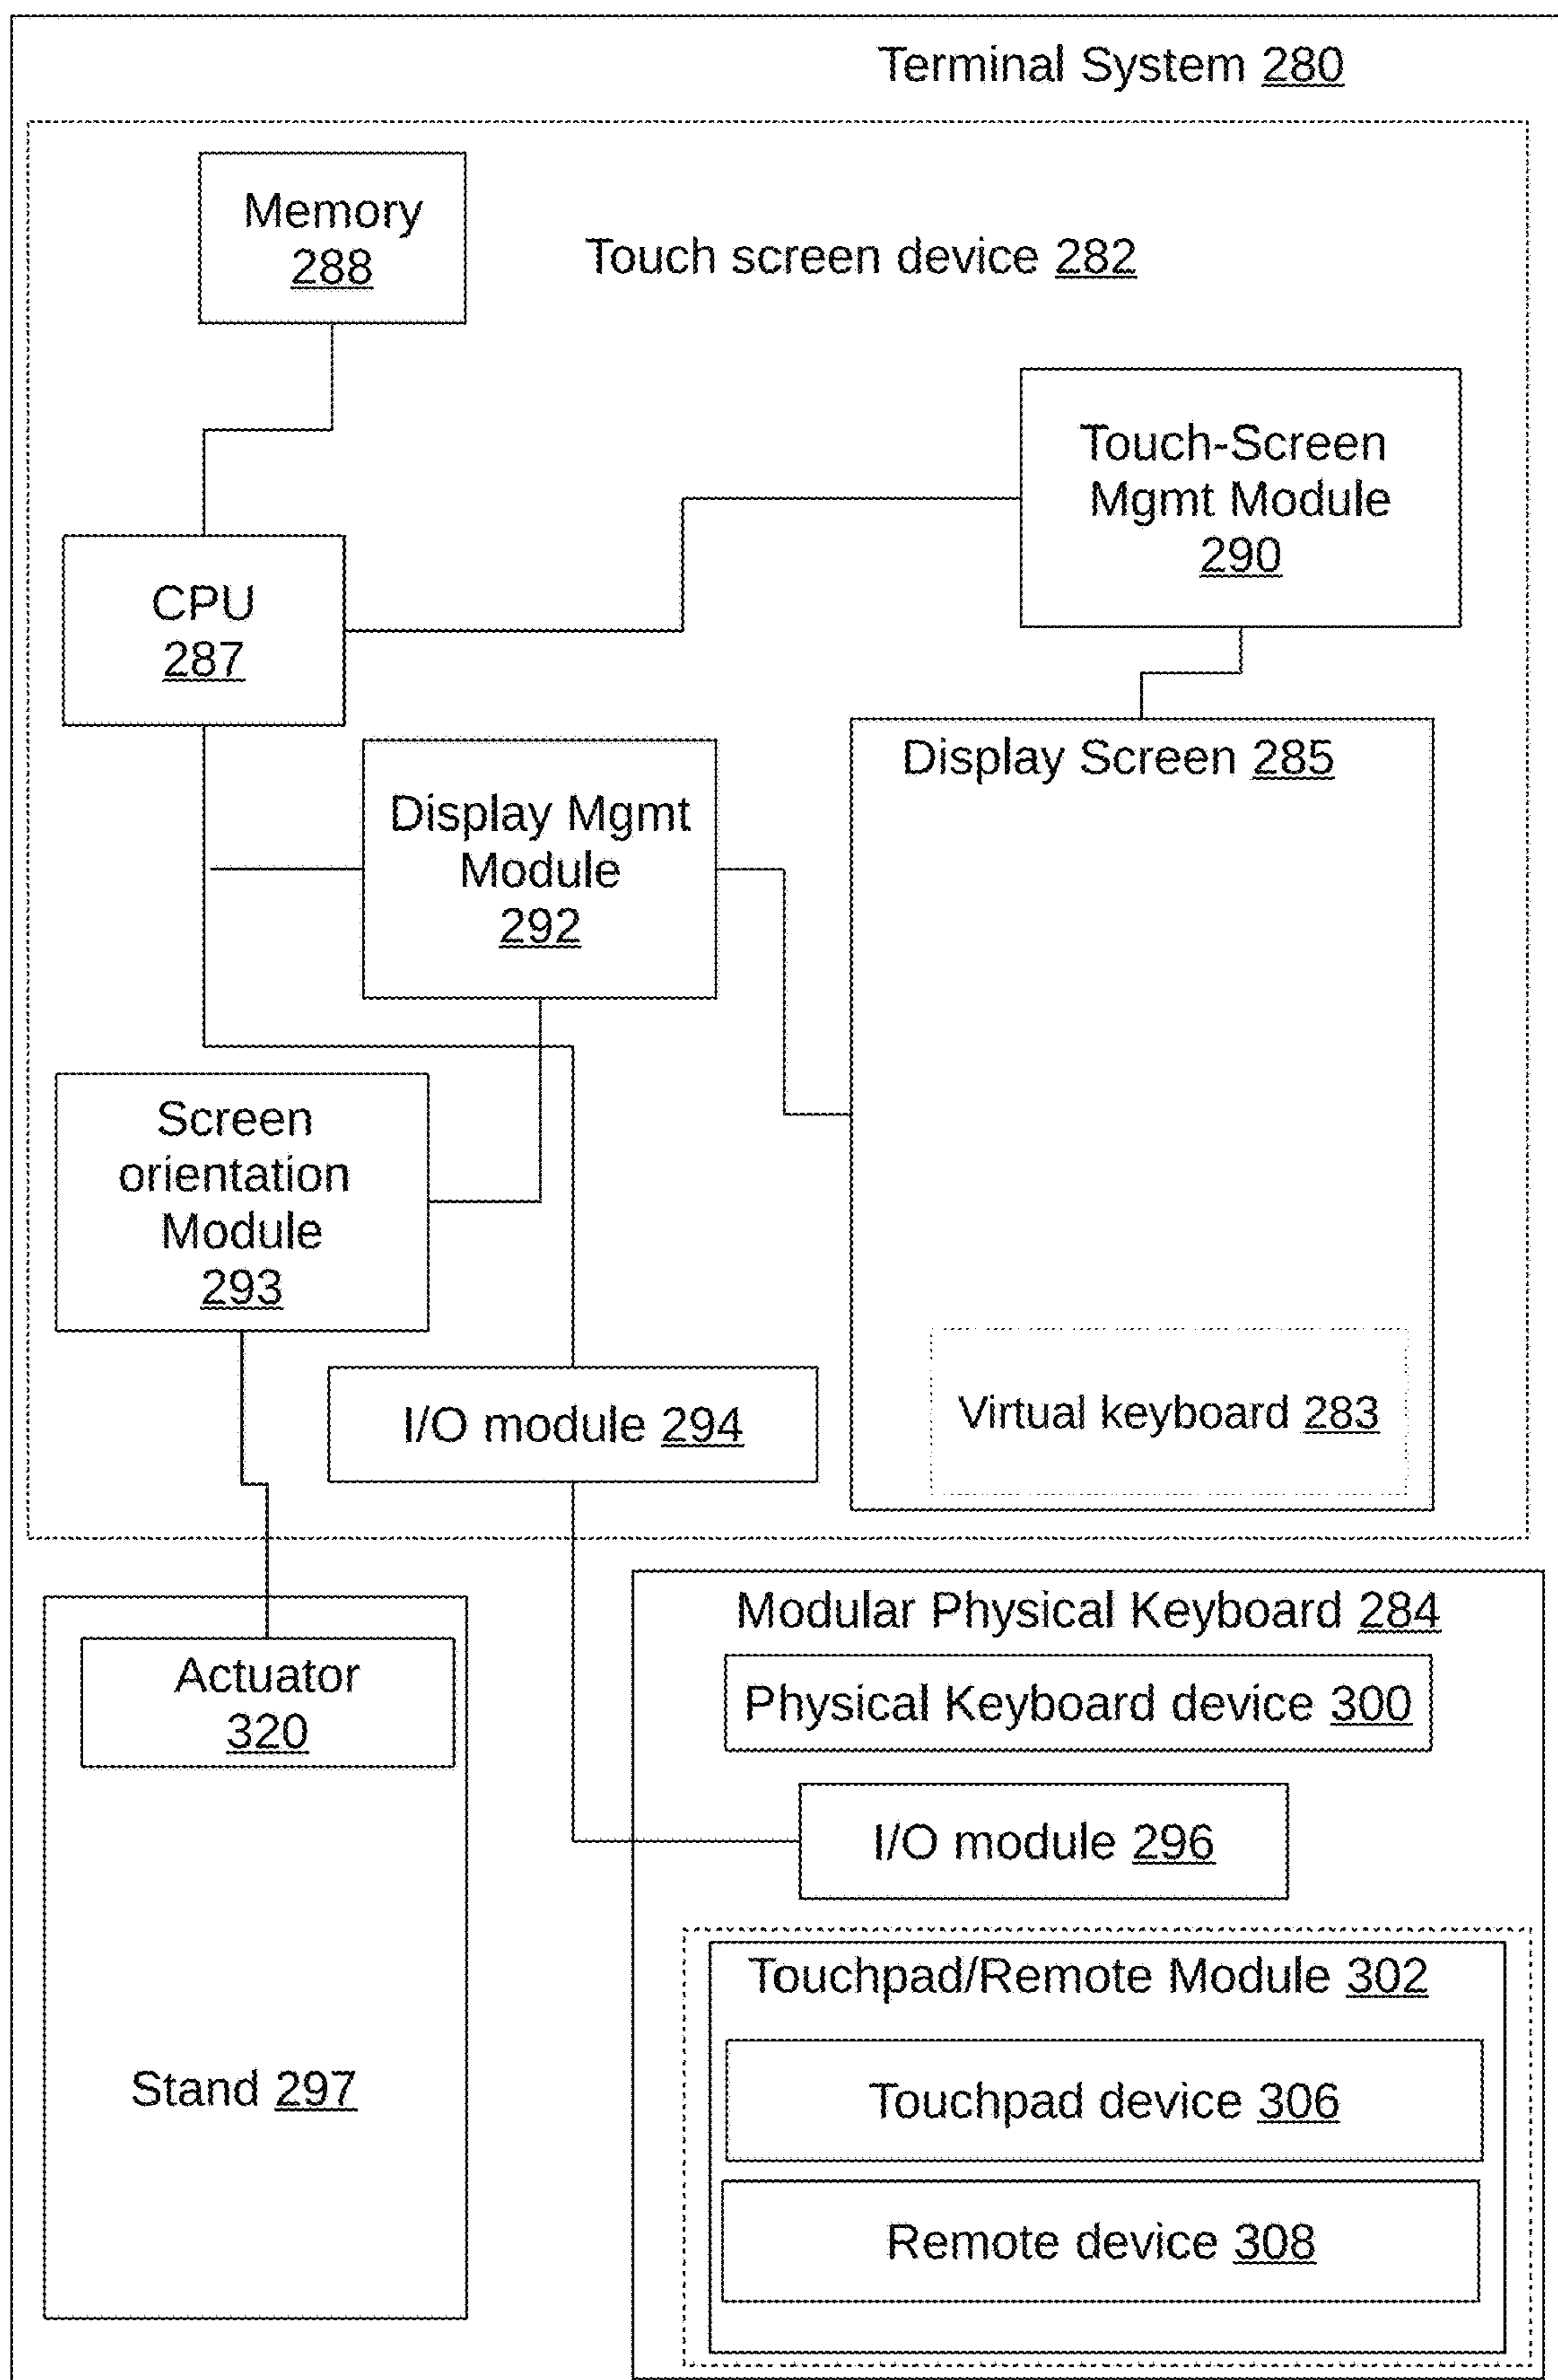 Terminal System 280
Memory
288
Touch screen device 282
Touch-Screen
Mgmt Module
290
CPU
287
Display Screen 285
Display Mgmt
Module
292
Screen
orientation
Module
293
Virtual keyboard 283
I/O module 294
Modular Physical Keyboard 284
Actuator
320
Physical Keyboard device 300
I/O module 296
Touchpad/Remote Module 302
Stand 297
Touchpad device 306
Remote device 308